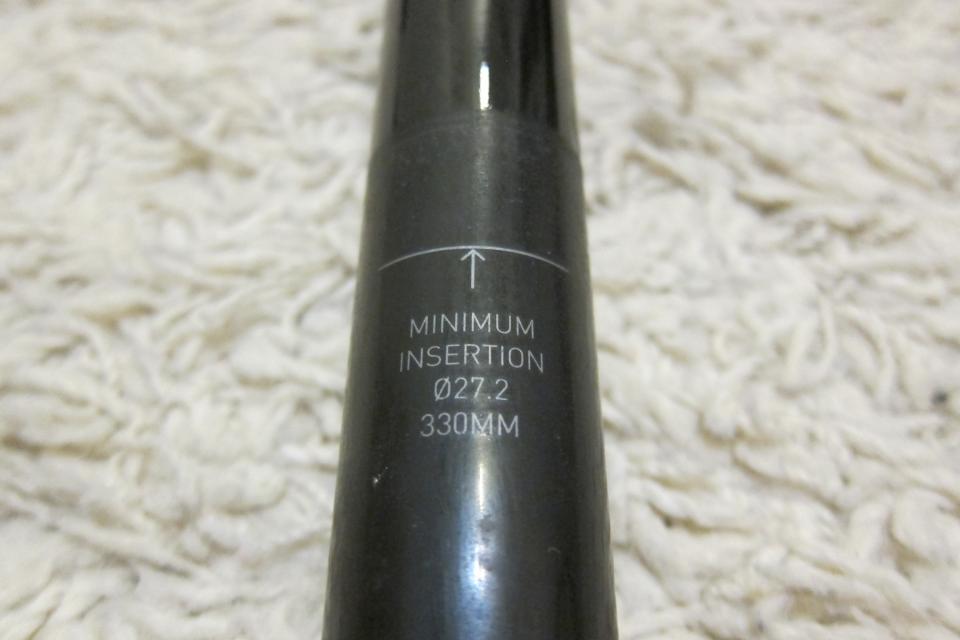 MINIMUM
INSERTION
Ø27.2
330MM